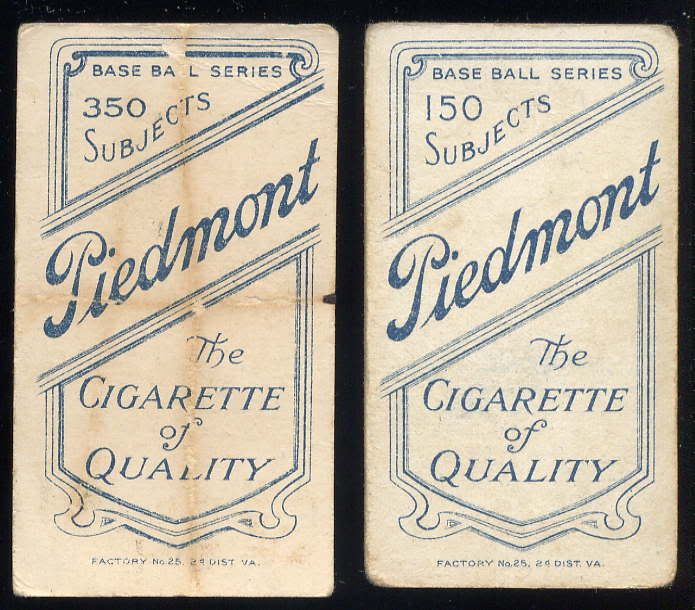 BASE BALL SERIES
350
SUBJECTS
Piedmont
The
CIGARETTE
of
QUALITY
FACTORY No. 25, 2d DIST. VA.
BASE BALL SERIES
150
SUBJECTS
Piedmont
The
CIGARETTE
of
QUALITY
FACTORY No. 25, 2d DIST. VA.